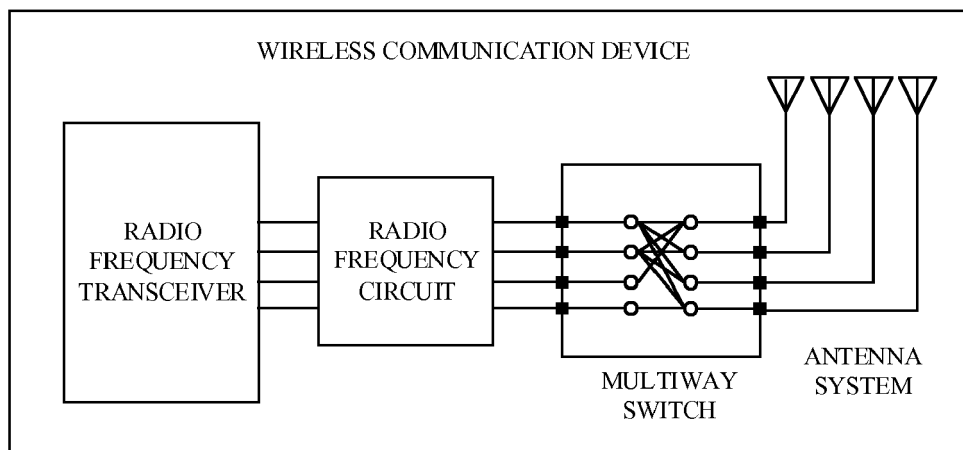 WIRELESS COMMUNICATION DEVICE
RADIO
FREQUENCY
TRANSCEIVER
RADIO
FREQUENCY
CIRCUIT
MULTIWAY
SWITCH
ANTENNA
SYSTEM